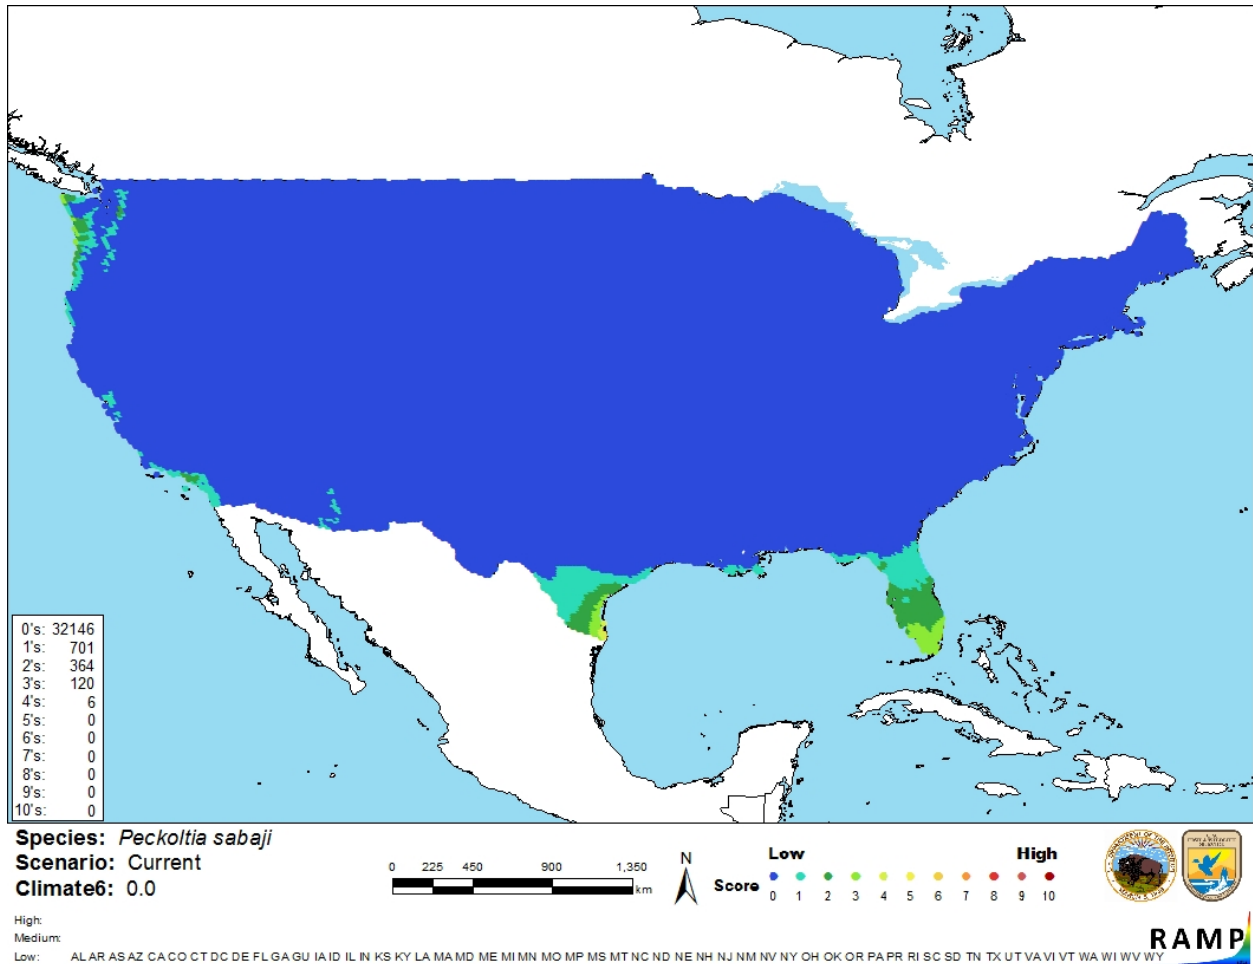 0's: 32146
1's: 701
2's: 364
3's: 120
4's: 6
5's: 0
6's: 0
7's: 0
8's: 0
9's: 0
10's: 0
Species: Peckoltia sabaji
Scenario: Current
Climate6: 0.0
0 225 450 900 1,350
km
N
Low High
Score
0 1 2 3 4 5 6 7 8 9 10
High:
Medium:
Low: AL AR AS AZ CA CO CT DC DE FL GA GU IA ID IL IN KS KY LA MA MD ME MI MN MO MP MS MT NC ND NE NH NJ NM NV NY OH OK OR PA PR RI SC SD TN TX UT VA VI VT WA WI WV WY
RAMP